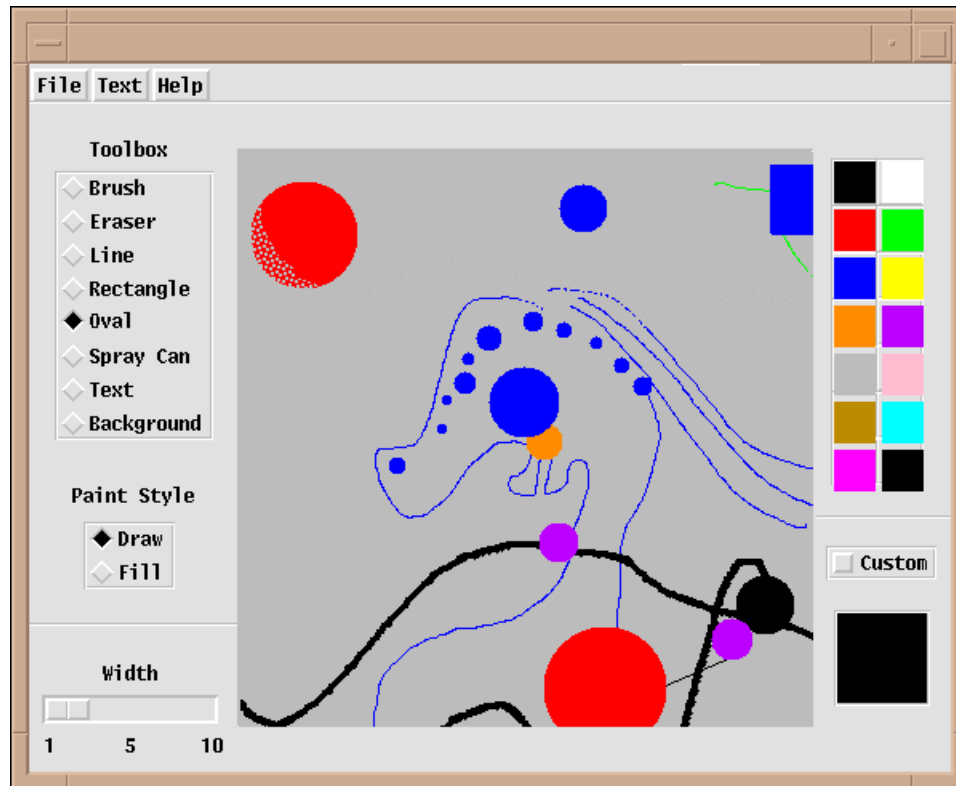 File Text Help
Toolbox
Brush
Eraser
Line
Rectangle
Oval
Spray Can
Text
Background
Paint Style
Draw
Fill
Custom
Width
1 5 10